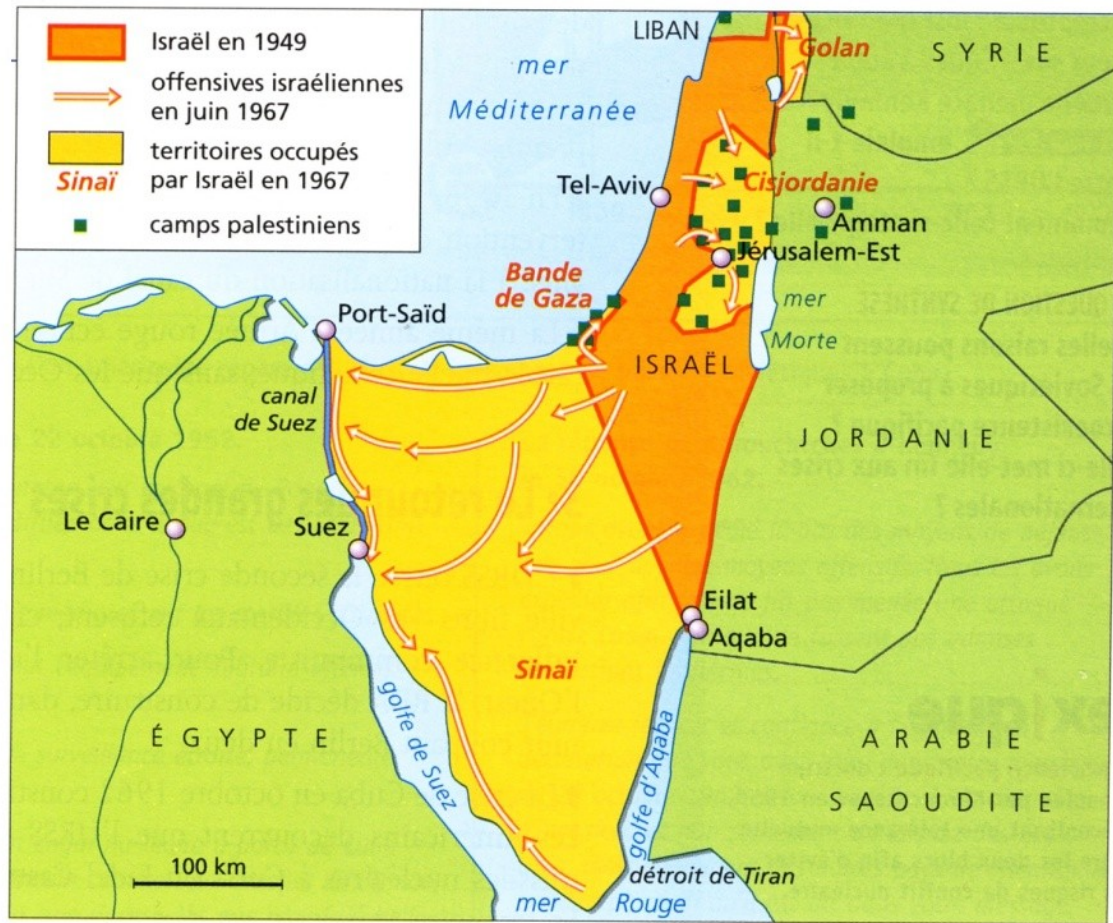 Israël en 1949
offensives israéliennes
en juin 1967
territoires occupés
par Israël en 1967
Sinaï
camps palestiniens
LIBAN
Golan
SYRIE
mer
Méditerranée
Tel-Aviv
Cisjordanie
Amman
Jérusalem-Est
Bande
de Gaza
mer
Morte
Port-Saïd
ISRAËL
canal
de Suez
JORDANIE
Le Caire
Suez
Eilat
Aqaba
Sinaï
golfe de Suez
golfe d'Aqaba
ÉGYPTE
ARABIE
SAOUDITE
100 km
détroit de Tiran
mer Rouge